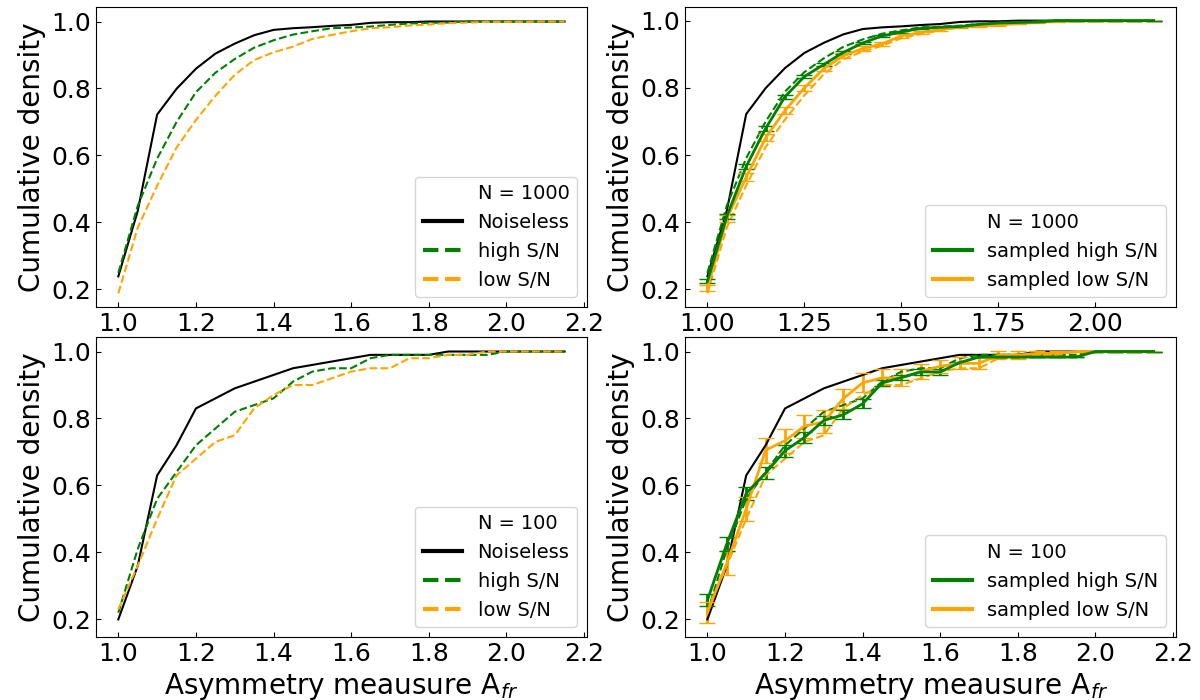 Cumulative density
1.0
0.8
0.6
0.4
0.2
1.0 1.2 1.4 1.6 1.8 2.0 2.2
N = 1000
Noiseless
high S/N
low S/N
Cumulative density
1.0
0.8
0.6
0.4
0.2
1.00 1.25 1.50 1.75 2.00
N = 1000
sampled high S/N
sampled low S/N
Cumulative density
1.0
0.8
0.6
0.4
0.2
1.0 1.2 1.4 1.6 1.8 2.0 2.2
N = 100
Noiseless
high S/N
low S/N
Asymmetry meausure A_fr
Cumulative density
1.0
0.8
0.6
0.4
0.2
1.0 1.2 1.4 1.6 1.8 2.0 2.2
N = 100
sampled high S/N
sampled low S/N
Asymmetry meausure A_fr